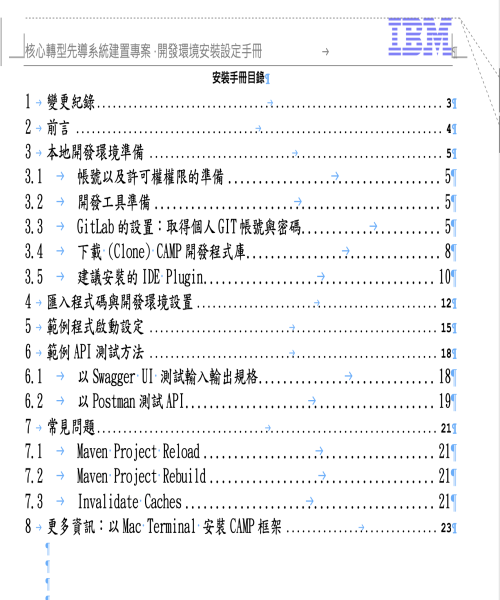 核心轉型先導系統建置專案 開發環境安裝設定手冊
IBM
安裝手冊目錄
1 變更紀錄 3
2 前言 4
3 本地開發環境準備 5
3.1 帳號以及許可權權限的準備 5
3.2 開發工具準備 5
3.3 GitLab 的設置：取得個人 GIT 帳號與密碼 5
3.4 下載 (Clone) CAMP 開發程式庫 8
3.5 建議安裝的 IDE Plugin 10
4 匯入程式碼與開發環境設置 12
5 範例程式啟動設定 15
6 範例 API 測試方法 18
6.1 以 Swagger UI 測試輸入輸出規格 18
6.2 以 Postman 測試 API 19
7 常見問題 21
7.1 Maven Project Reload 21
7.2 Maven Project Rebuild 21
7.3 Invalidate Caches 21
8 更多資訊：以 Mac Terminal 安裝 CAMP 框架 23